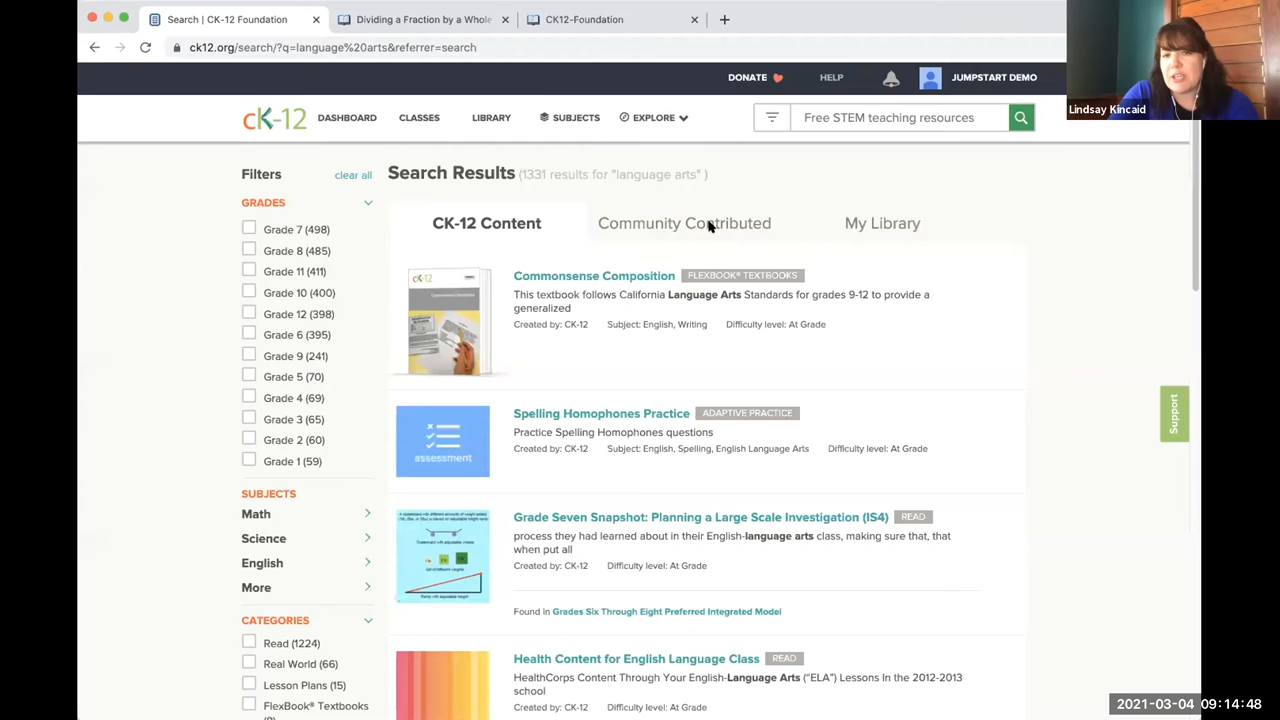 Search | CK-12 Foundation
Dividing a Fraction by a Whole
CK12-Foundation
ck12.org/search/?q=language%20arts&referrer=search
DONATE
HELP
JUMPSTART DEMO
Lindsay Kincaid
cK-12
DASHBOARD
CLASSES
LIBRARY
SUBJECTS
EXPLORE
Free STEM teaching resources
Filters
clear all
GRADES
Grade 7 (498)
Grade 8 (485)
Grade 11 (411)
Grade 10 (400)
Grade 12 (398)
Grade 6 (395)
Grade 9 (241)
Grade 5 (70)
Grade 4 (69)
Grade 3 (65)
Grade 2 (60)
Grade 1 (59)
SUBJECTS
Math
Science
English
More
CATEGORIES
Read (1224)
Real World (66)
Lesson Plans (15)
FlexBook® Textbooks
Search Results (1331 results for "language arts" )
CK-12 Content
Community Contributed
My Library
cK-12
Commonsense Composition FLEXBOOK® TEXTBOOKS
This textbook follows California Language Arts Standards for grades 9-12 to provide a
generalized
Created by: CK-12 Subject: English, Writing Difficulty level: At Grade
assessment
Spelling Homophones Practice ADAPTIVE PRACTICE
Practice Spelling Homophones questions
Created by: CK-12 Subject: English, Spelling, English Language Arts Difficulty level: At Grade
Grade Seven Snapshot: Planning a Large Scale Investigation (IS4) READ
process they had learned about in their English-language arts class, making sure that, that
when put all
Created by: CK-12 Difficulty level: At Grade
Found in Grades Six Through Eight Preferred Integrated Model
Health Content for English Language Class READ
HealthCorps Content Through Your English-Language Arts (“ELA”) Lessons In the 2012-2013
school
Created by: CK-12 Difficulty level: At Grade
Support
2021-03-04 09:14:48